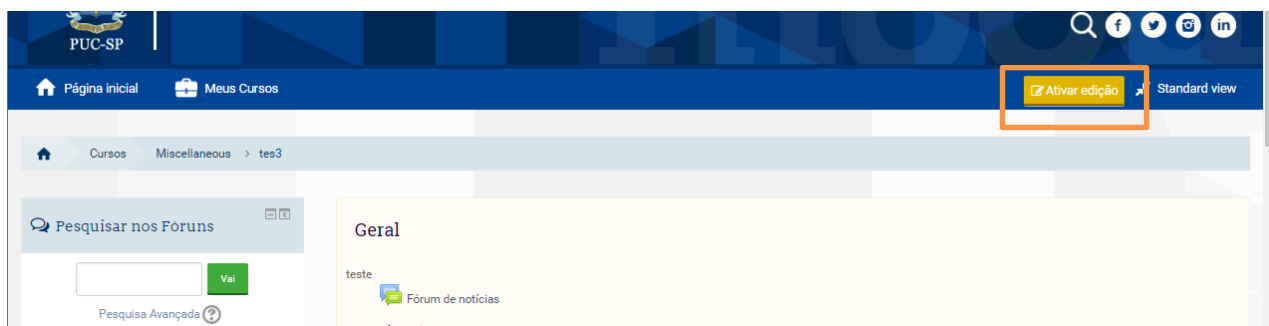 PUC-SP
Página inicial
Meus Cursos
Ativar edição
Standard view
Cursos
Miscellaneous > tes3
Pesquisar nos Fóruns
Geral
teste
Vai
Fórum de notícias
Pesquisa Avançada ?